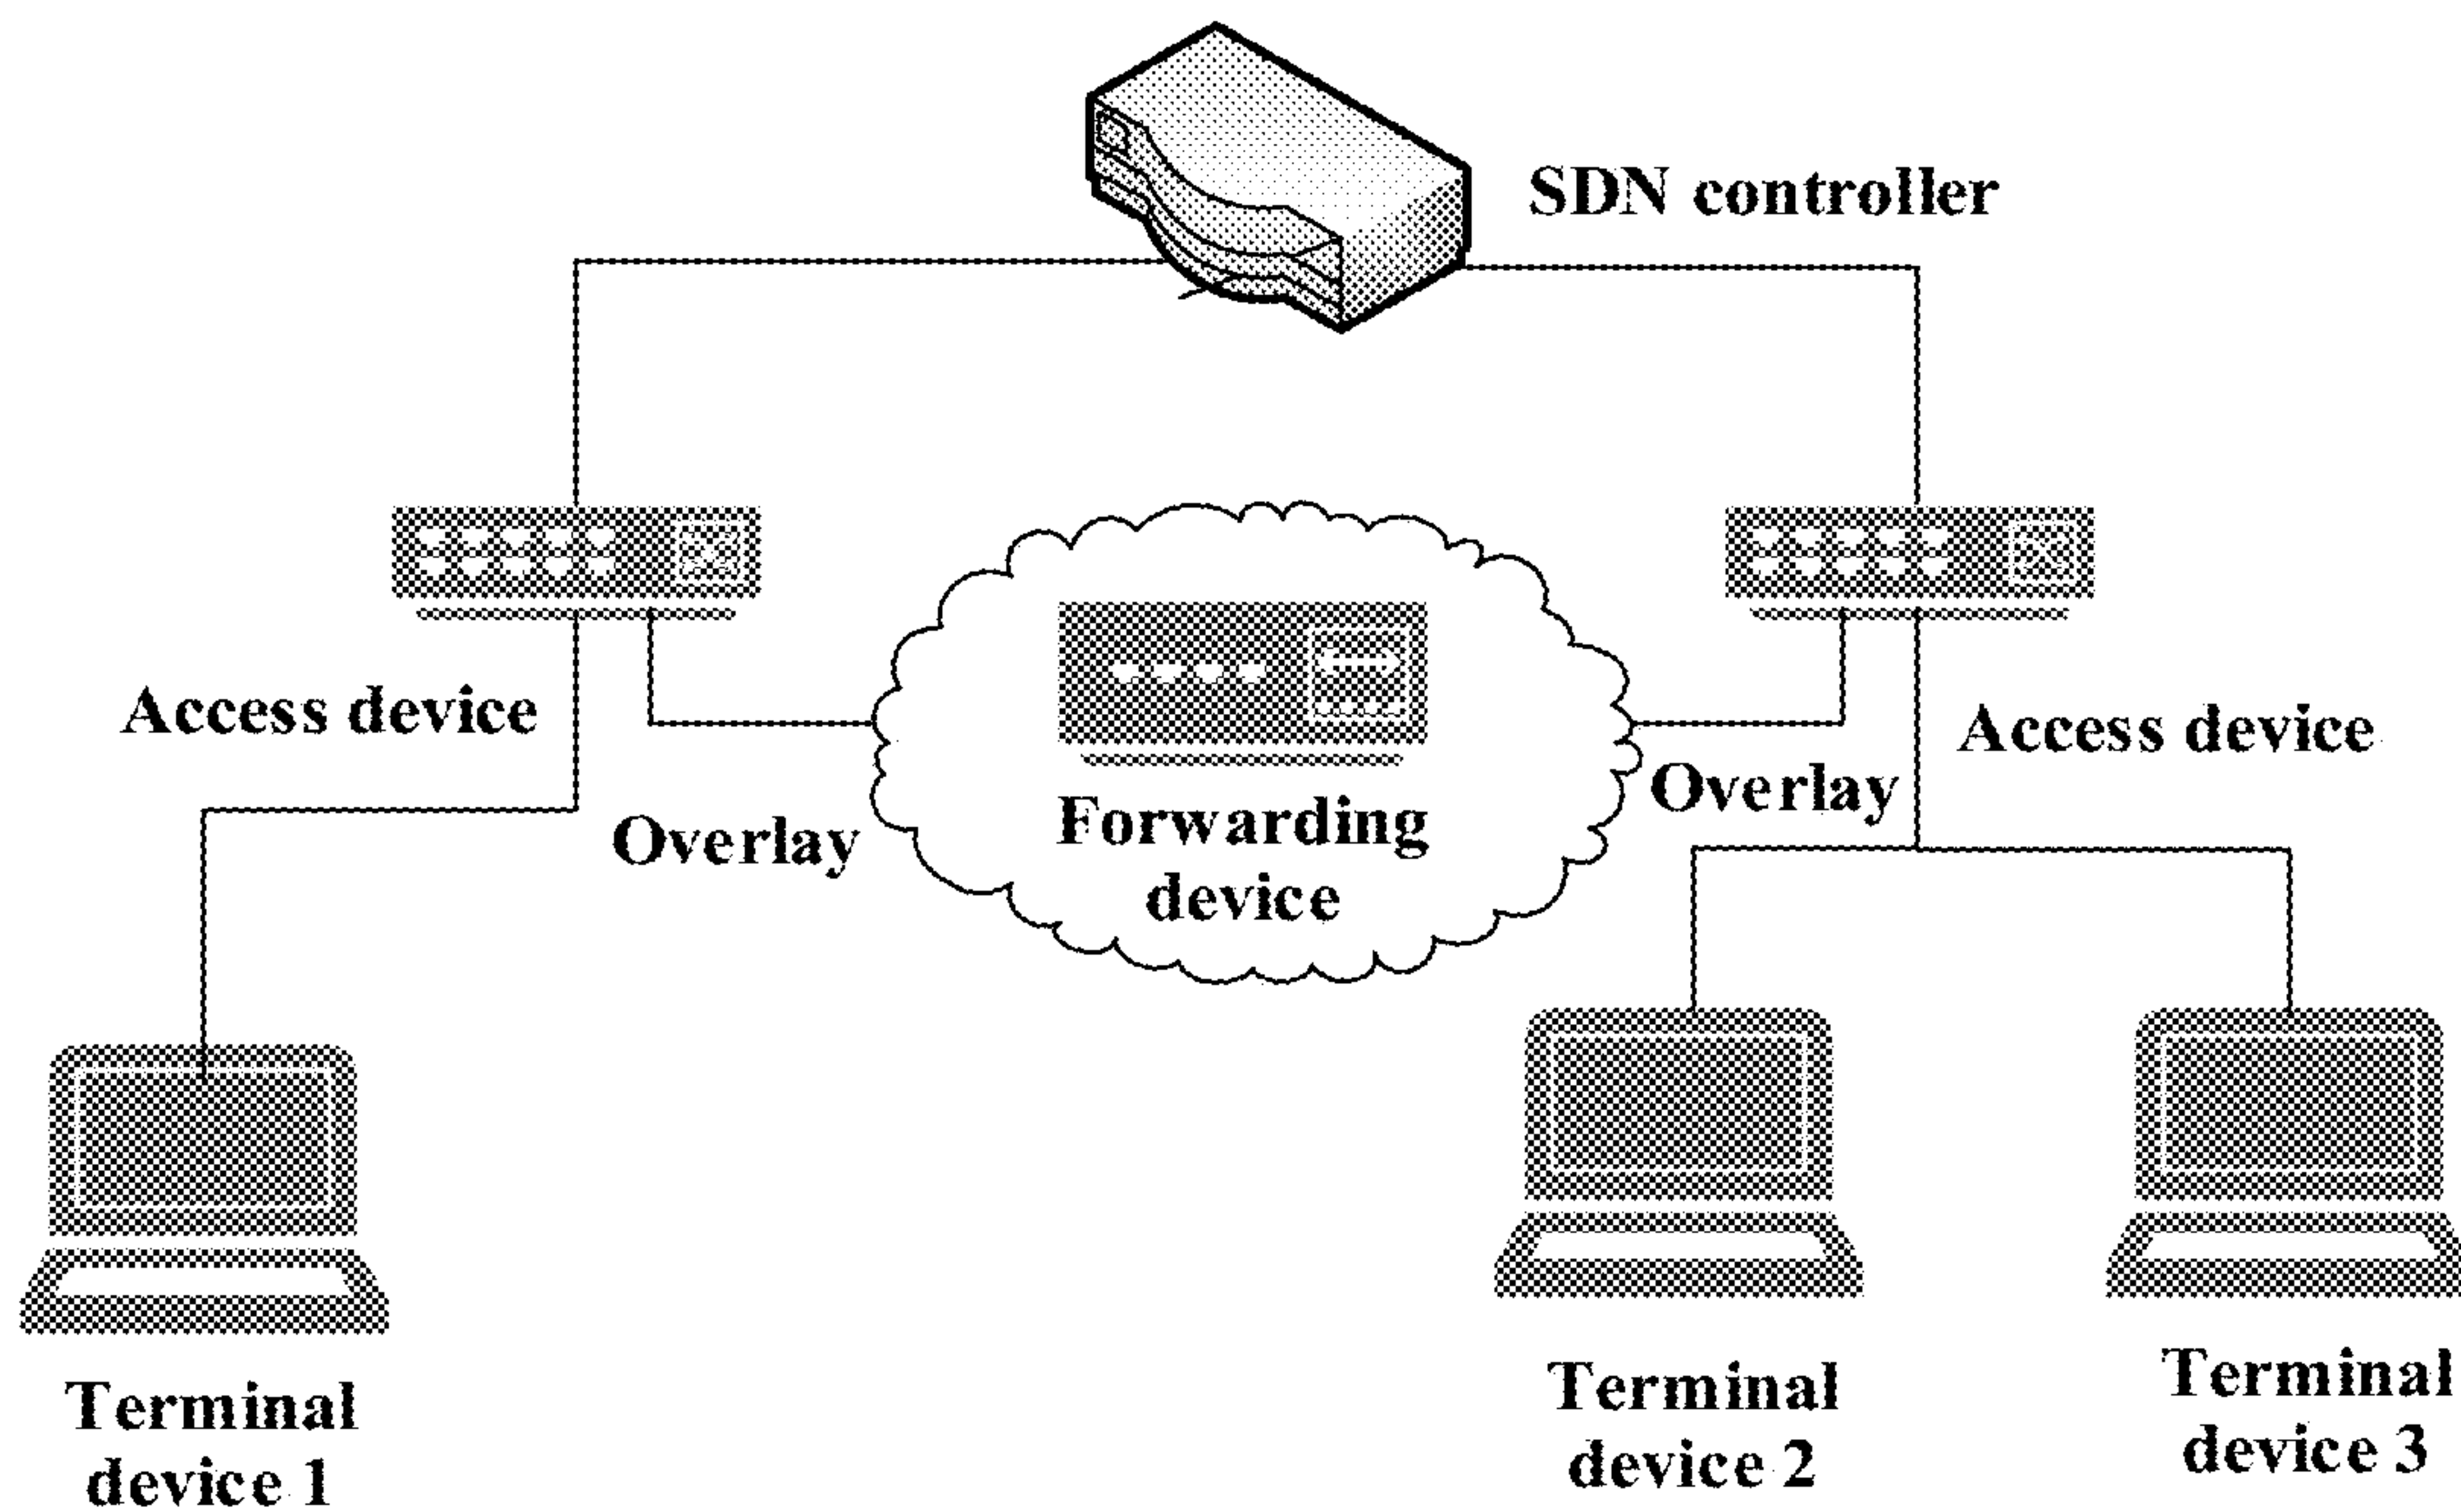 SDN controller
Access device
Access device
Overlay
Overlay
Forwarding
device
Terminal
device 1
Terminal
device 2
Terminal
device 3